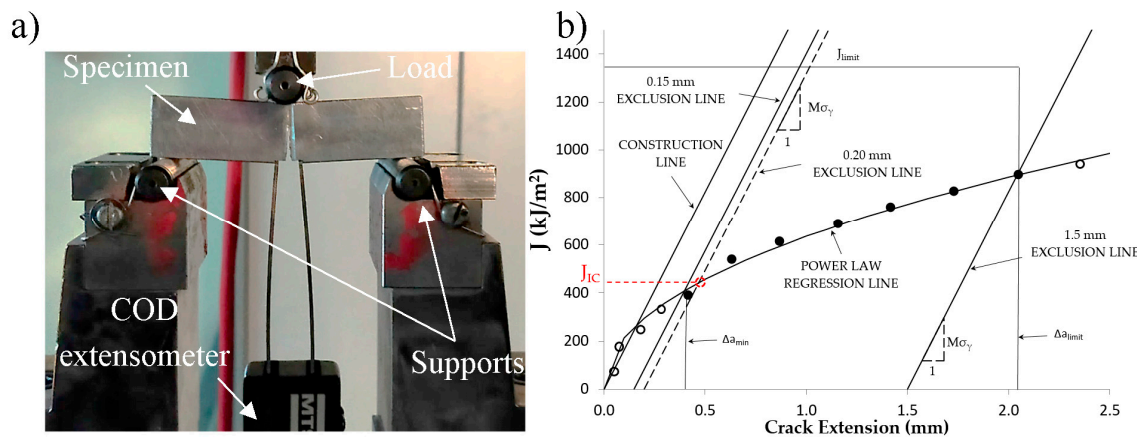 a)
Specimen
Load
COD
extensometer
Supports
MTS
b)
J (kJ/m²)
1400
1200
1000
800
600
400
200
0
0.0
0.5
1.0
1.5
2.0
2.5
Crack Extension (mm)
J_limit
0.15 mm
EXCLUSION LINE
Mσ_Y
1
CONSTRUCTION
LINE
0.20 mm
EXCLUSION LINE
J_IC
POWER LAW
REGRESSION LINE
1.5 mm
EXCLUSION LINE
Δa_min
Mσ_Y
1
Δa_limit